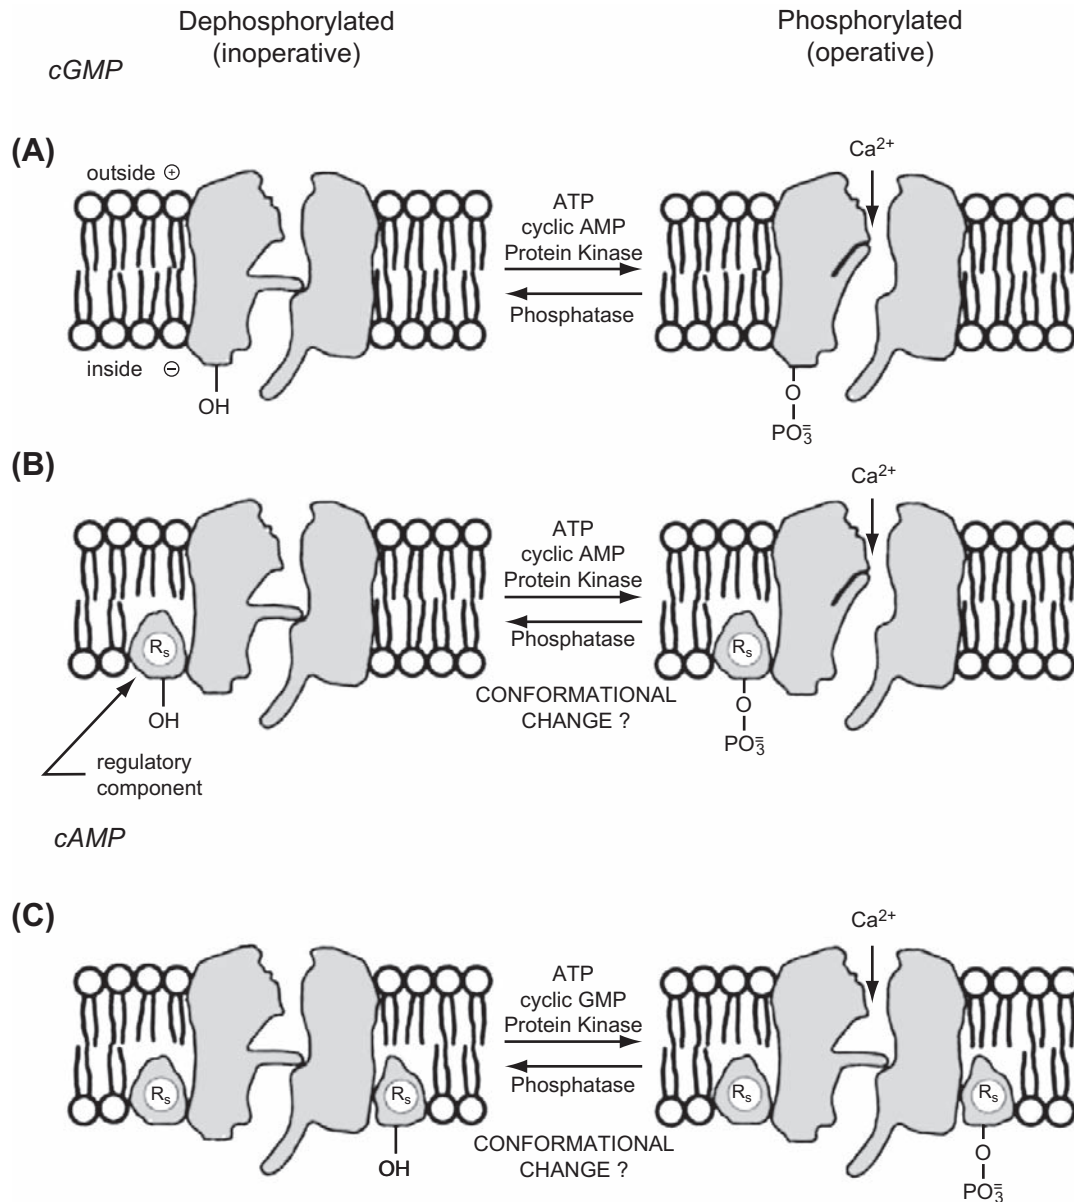 Dephosphorylated
(inoperative)
Phosphorylated
(operative)
cGMP
(A)
outside ⊕
inside ⊖
OH
ATP
cyclic AMP
Protein Kinase
Phosphatase
Ca²⁺
O
PO₃⁼
(B)
Rₛ
OH
regulatory
component
ATP
cyclic AMP
Protein Kinase
Phosphatase
CONFORMATIONAL
CHANGE ?
Ca²⁺
Rₛ
O
PO₃⁼
cAMP
(C)
Rₛ
Rₛ
OH
ATP
cyclic GMP
Protein Kinase
Phosphatase
CONFORMATIONAL
CHANGE ?
Ca²⁺
Rₛ
Rₛ
O
PO₃⁼